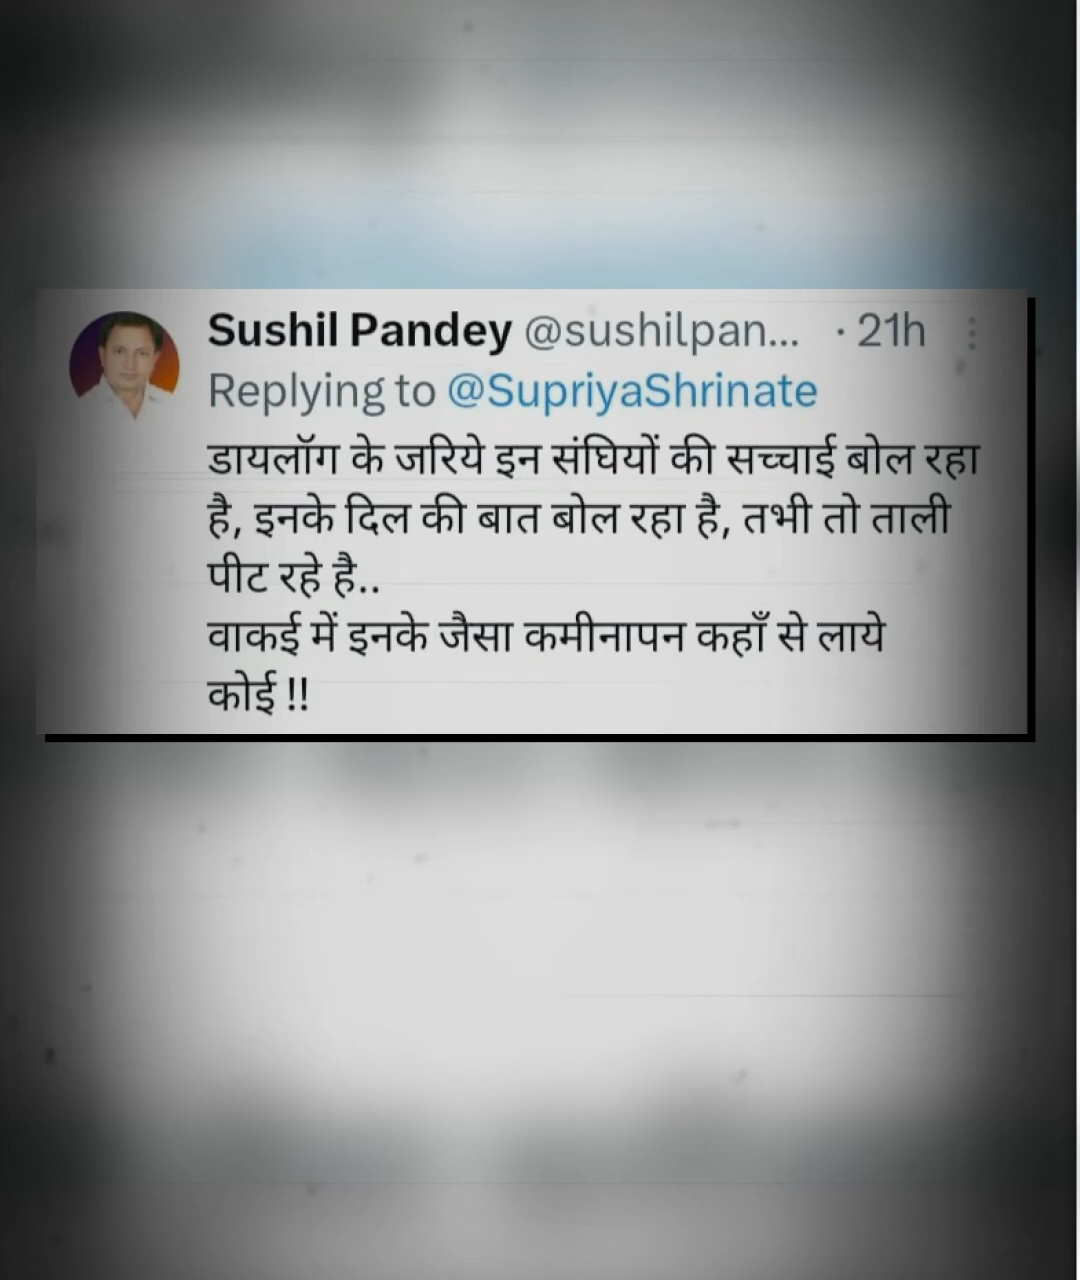 Sushil Pandey @sushilpan... · 21h
Replying to @SupriyaShrinate
डायलॉग के जरिये इन संघियों की सच्चाई बोल रहा
है, इनके दिल की बात बोल रहा है, तभी तो ताली
पीट रहे है..
वाकई में इनके जैसा कमीनापन कहाँ से लाये
कोई !!